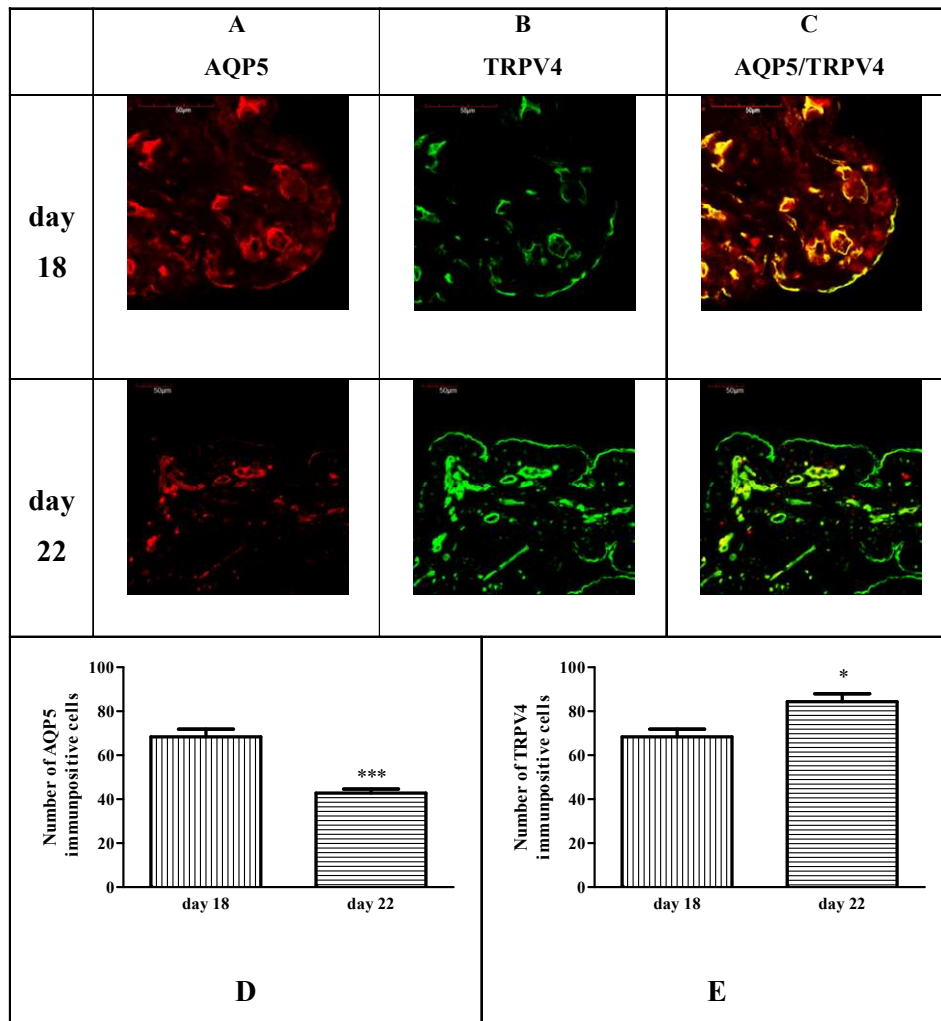 A
B
C
AQP5
TRPV4
AQP5/TRPV4
day
18
50µm
50µm
50µm
day
22
50µm
50µm
50µm
Number of AQP5
immunpositive cells
100
80
60
40
20
0
***
day 18
day 22
D
Number of TRPV4
immunpositive cells
100
80
60
40
20
0
*
day 18
day 22
E